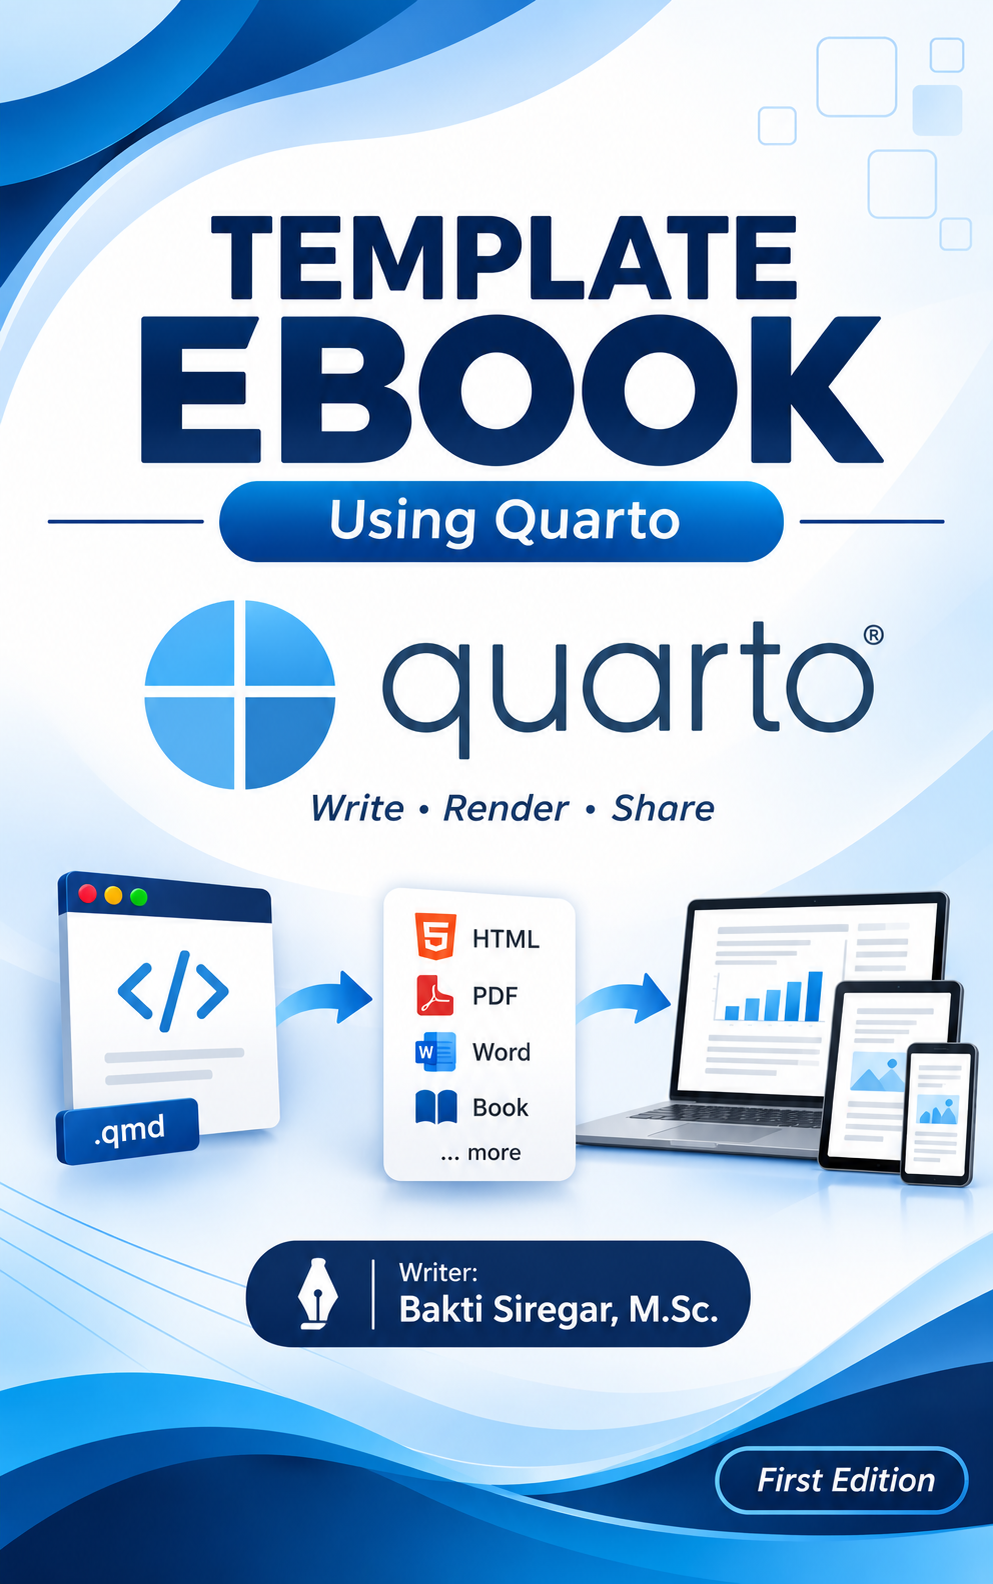 TEMPLATE
EBOOK
Using Quarto
quarto®
Write • Render • Share
</>
.qmd
HTML
PDF
W Word
Book
... more
Writer:
Bakti Siregar, M.Sc.
First Edition